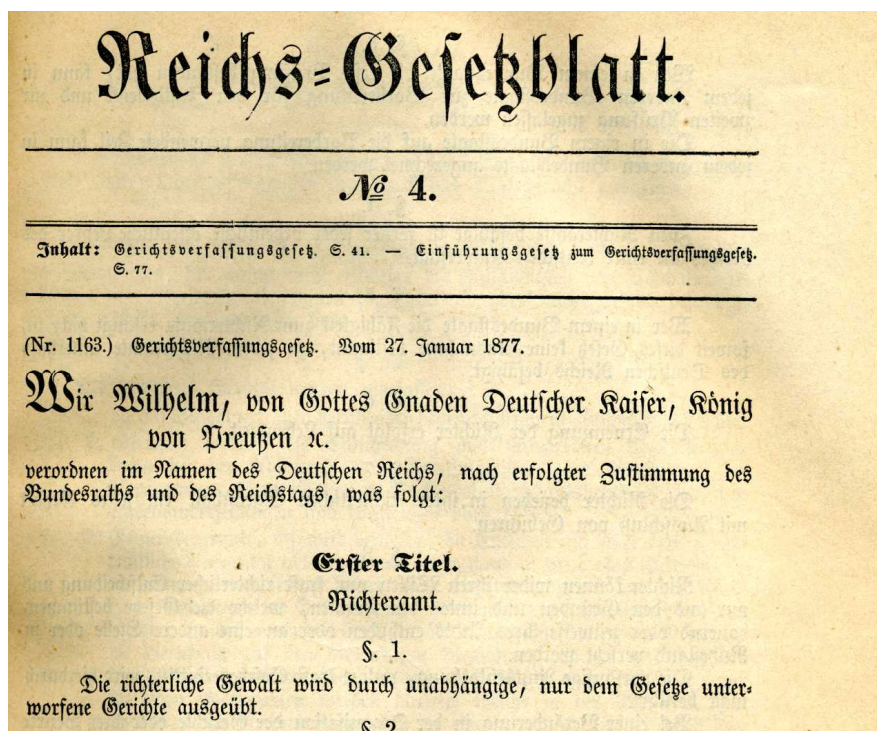 Reichs-Gesetzblatt.
№ 4.
Inhalt: Gerichtsverfassungsgesetz. S. 41. — Einführungsgesetz zum Gerichtsverfassungsgesetz.
S. 77.
(Nr. 1163.) Gerichtsverfassungsgesetz. Vom 27. Januar 1877.
Wir Wilhelm, von Gottes Gnaden Deutscher Kaiser, König
von Preußen ꝛc.
verordnen im Namen des Deutschen Reichs, nach erfolgter Zustimmung des
Bundesraths und des Reichstags, was folgt:
Erster Titel.
Richteramt.
§. 1.
Die richterliche Gewalt wird durch unabhängige, nur dem Gesetze unter-
worfene Gerichte ausgeübt.
§ 2